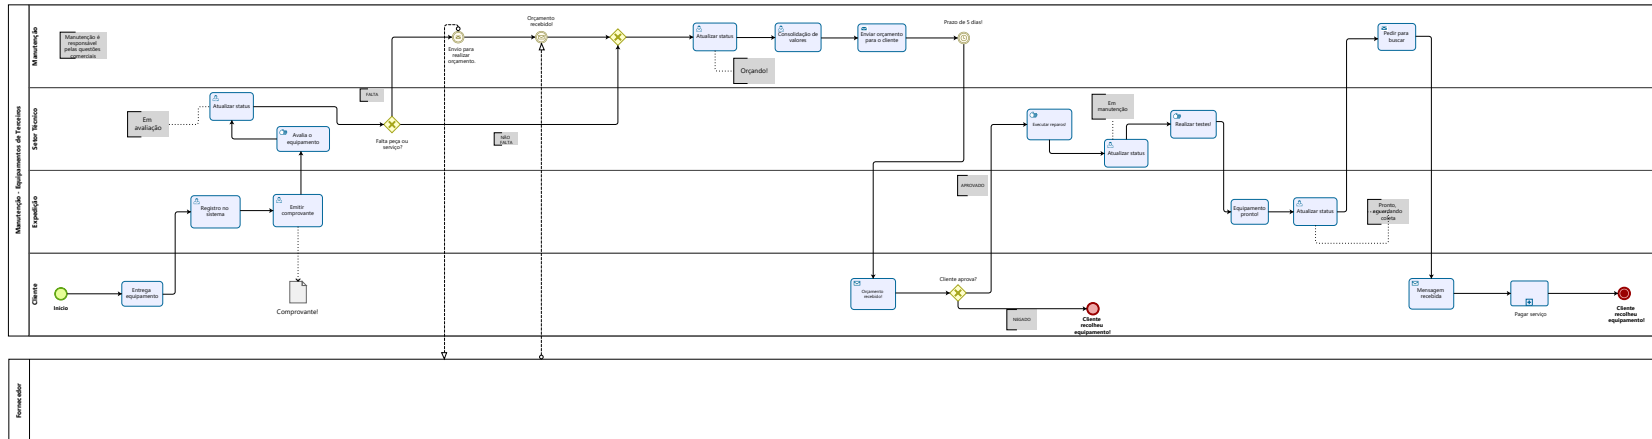 Manutenção - Equipamentos de Terceiros
Manutenção
Manutenção é
responsável
pelas questões
comerciais
Envio para
realizar
orçamento.
Orçamento
recebido!
Atualizar status
Orçando!
Consolidação de
valores
Enviar orçamento
para o cliente
Prazo de 5 dias!
Pedir para
buscar
Setor Técnico
Em
avaliação
Atualizar status
Avalia o
equipamento
FALTA
Falta peça ou
serviço?
NÃO
FALTA
Executar reparos!
Em
manutenção
Atualizar status
Realizar testes!
Expedição
Registro no
sistema
Emitir
comprovante
APROVADO
Equipamento
pronto!
Atualizar status
Pronto,
aguardando
coleta
Cliente
Início
Entrega
equipamento
Comprovante!
Orçamento
recebido!
Cliente aprova?
NEGADO
Cliente
recolheu
equipamento!
Mensagem
recebida
Pagar serviço
Cliente
recolheu
equipamento!
Fornecedor